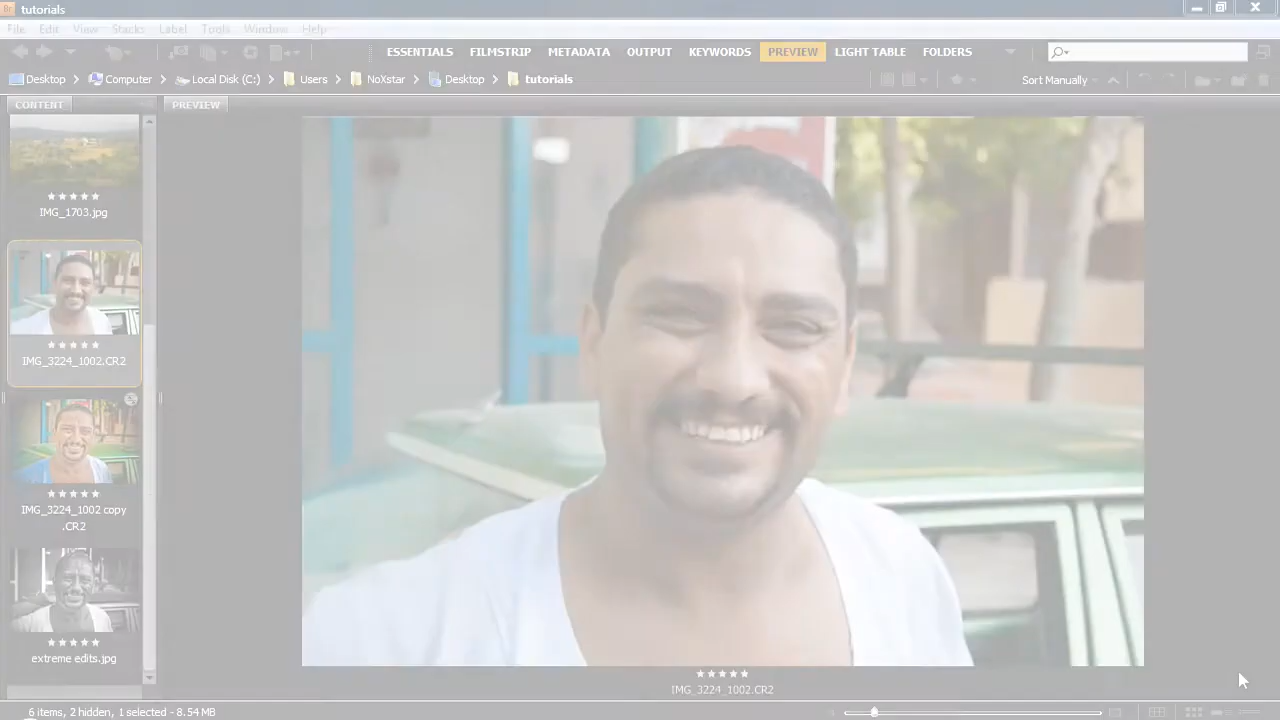 Br tutorials
File Edit View Stacks Label Tools Window Help
ESSENTIALS FILMSTRIP METADATA OUTPUT KEYWORDS PREVIEW LIGHT TABLE FOLDERS
Desktop Computer Local Disk (C:) Users NoXstar Desktop tutorials Sort Manually
CONTENT PREVIEW
IMG_1703.jpg
IMG_3224_1002.CR2
IMG_3224_1002 copy
.CR2
extreme edits.jpg
IMG_3224_1002.CR2
6 items, 2 hidden, 1 selected - 8.54 MB